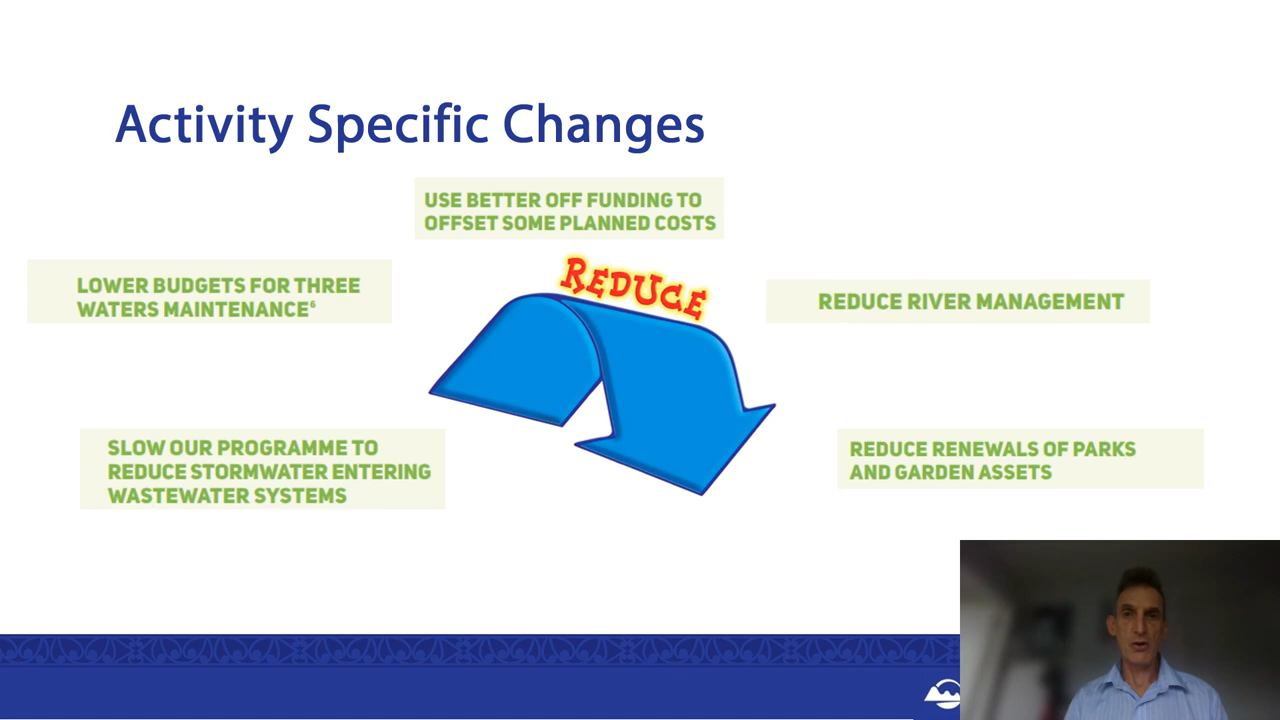 Activity Specific Changes
USE BETTER OFF FUNDING TO
OFFSET SOME PLANNED COSTS
LOWER BUDGETS FOR THREE
WATERS MAINTENANCE⁶
REDUCE
REDUCE RIVER MANAGEMENT
SLOW OUR PROGRAMME TO
REDUCE STORMWATER ENTERING
WASTEWATER SYSTEMS
REDUCE RENEWALS OF PARKS
AND GARDEN ASSETS